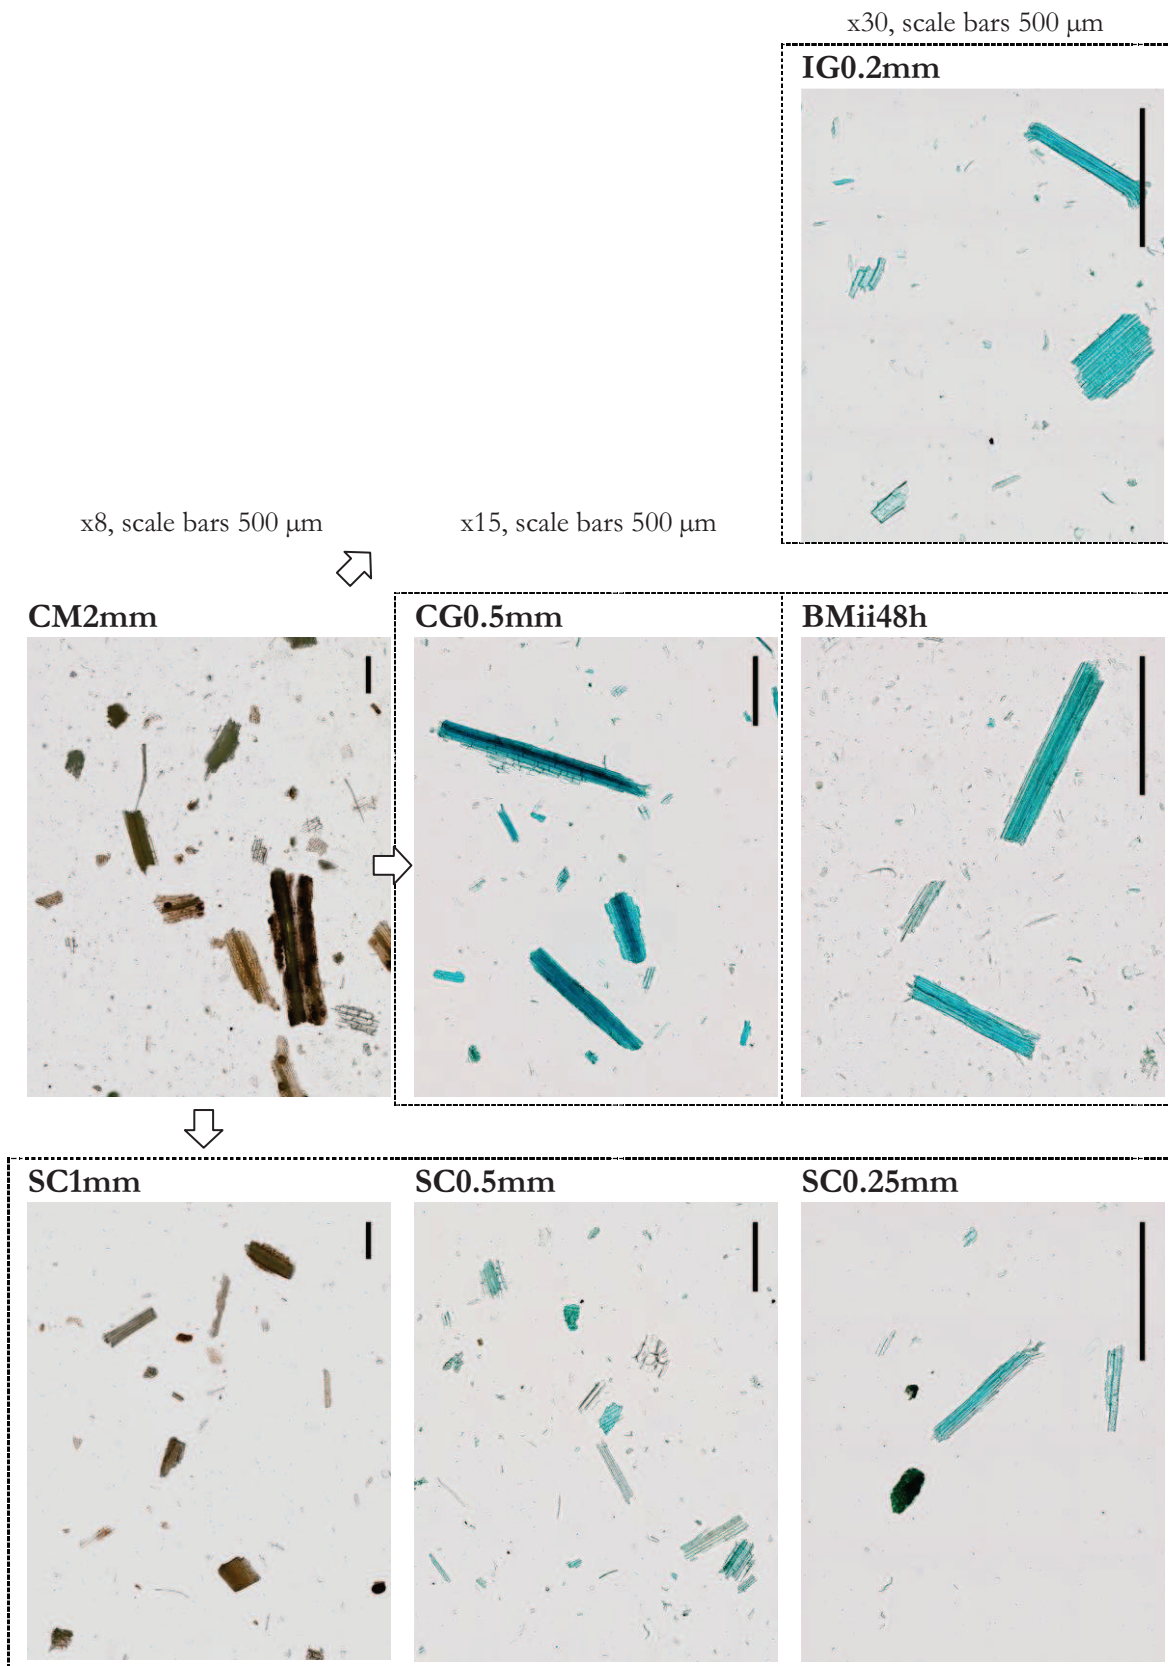 x30, scale bars 500 µm
IG0.2mm
x8, scale bars 500 µm
x15, scale bars 500 µm
CM2mm
CG0.5mm
BMii48h
SC1mm
SC0.5mm
SC0.25mm